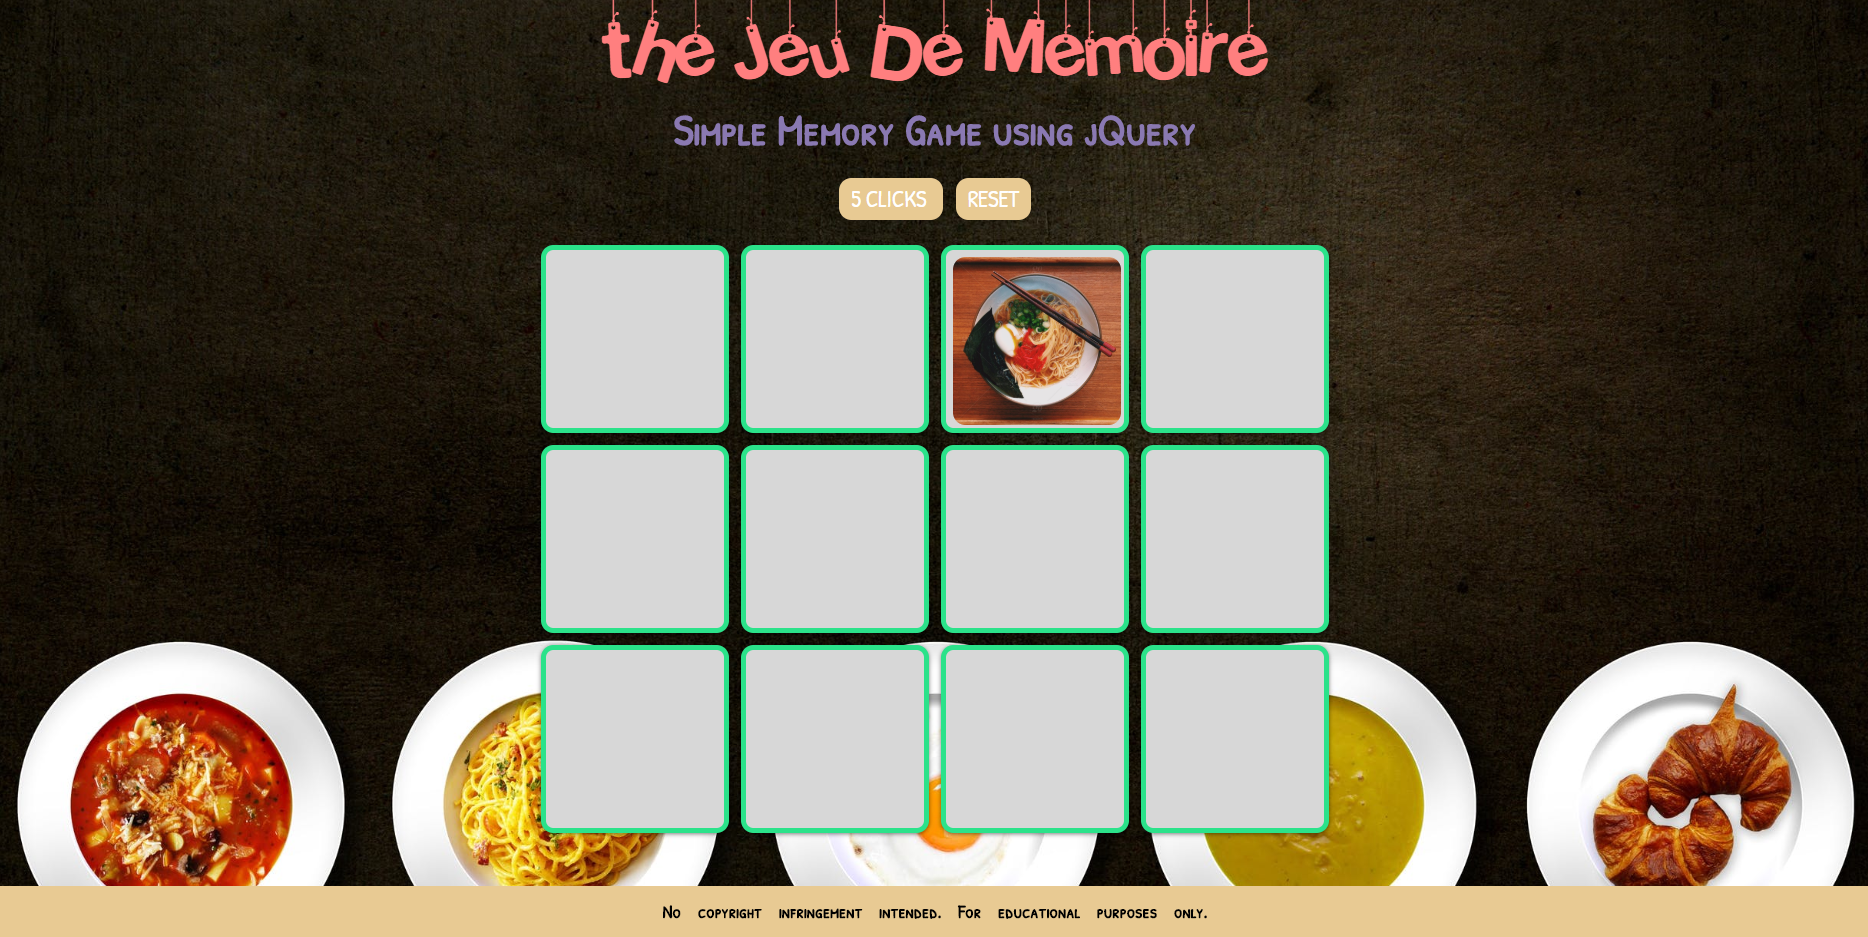 the Jeu De Memoire
Simple Memory Game using jQuery
5 CLICKS RESET
No copyright infringement intended. For educational purposes only.